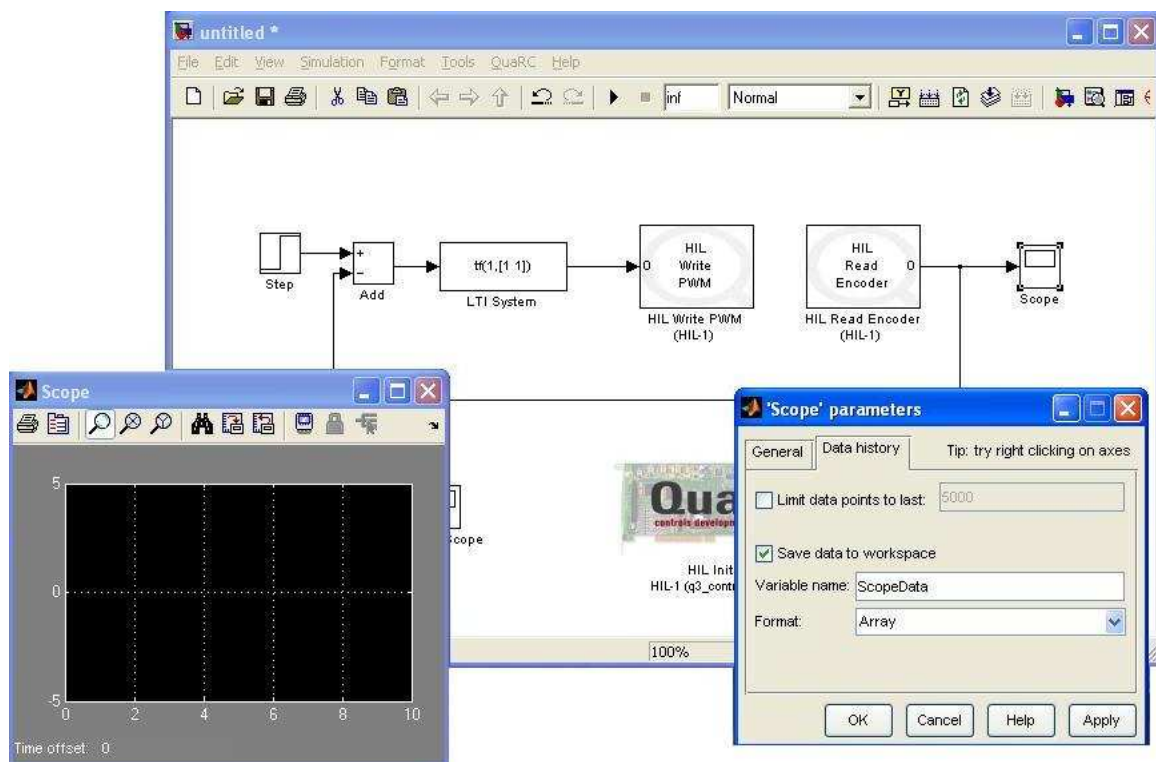 untitled *
File Edit View Simulation Format Tools QuaRC Help
inf Normal
Step
+
−
Add
tf(1,[1 1])
LTI System
0
HIL
Write
PWM
HIL Write PWM
(HIL-1)
HIL
Read
Encoder
0
HIL Read Encoder
(HIL-1)
Scope
Scope
5
0
-5
0 2 4 6 8 10
Time offset: 0
cope
Qua
controls develop
HIL Init
HIL-1 (q3_cont
100%
'Scope' parameters
General Data history Tip: try right clicking on axes
Limit data points to last: 5000
Save data to workspace
Variable name: ScopeData
Format: Array
OK Cancel Help Apply